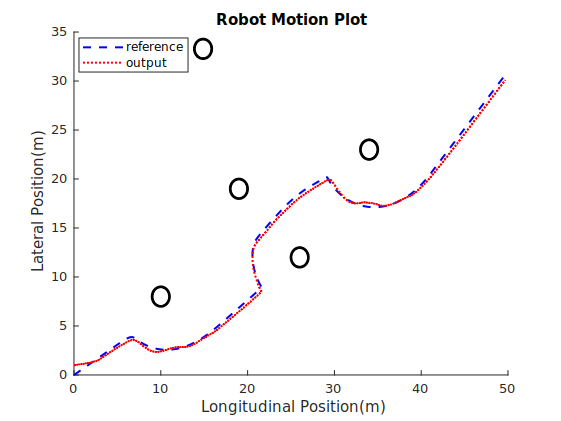 Robot Motion Plot
35
30
25
20
15
10
5
0
Lateral Position(m)
reference
output
0 10 20 30 40 50
Longitudinal Position(m)